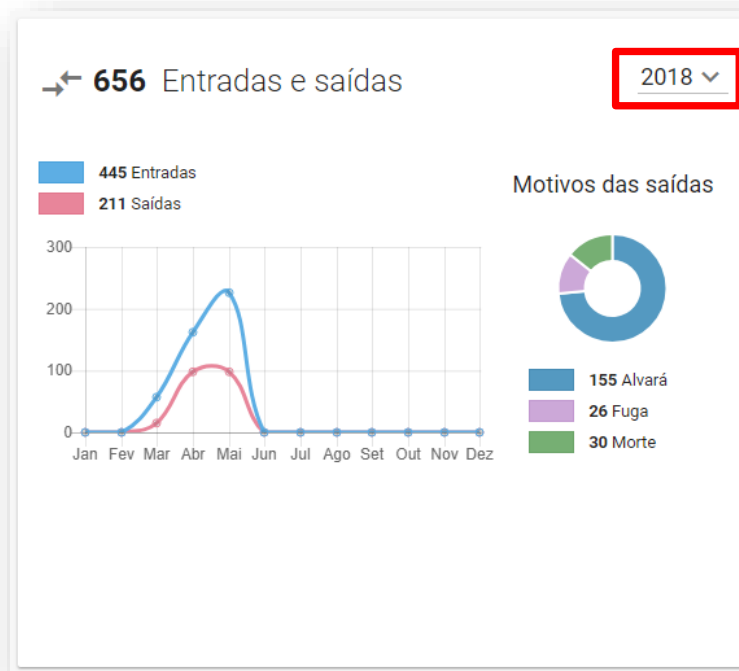 656 Entradas e saídas
2018
445 Entradas
211 Saídas
300
200
100
0
Jan Fev Mar Abr Mai Jun Jul Ago Set Out Nov Dez
Motivos das saídas
155 Alvará
26 Fuga
30 Morte